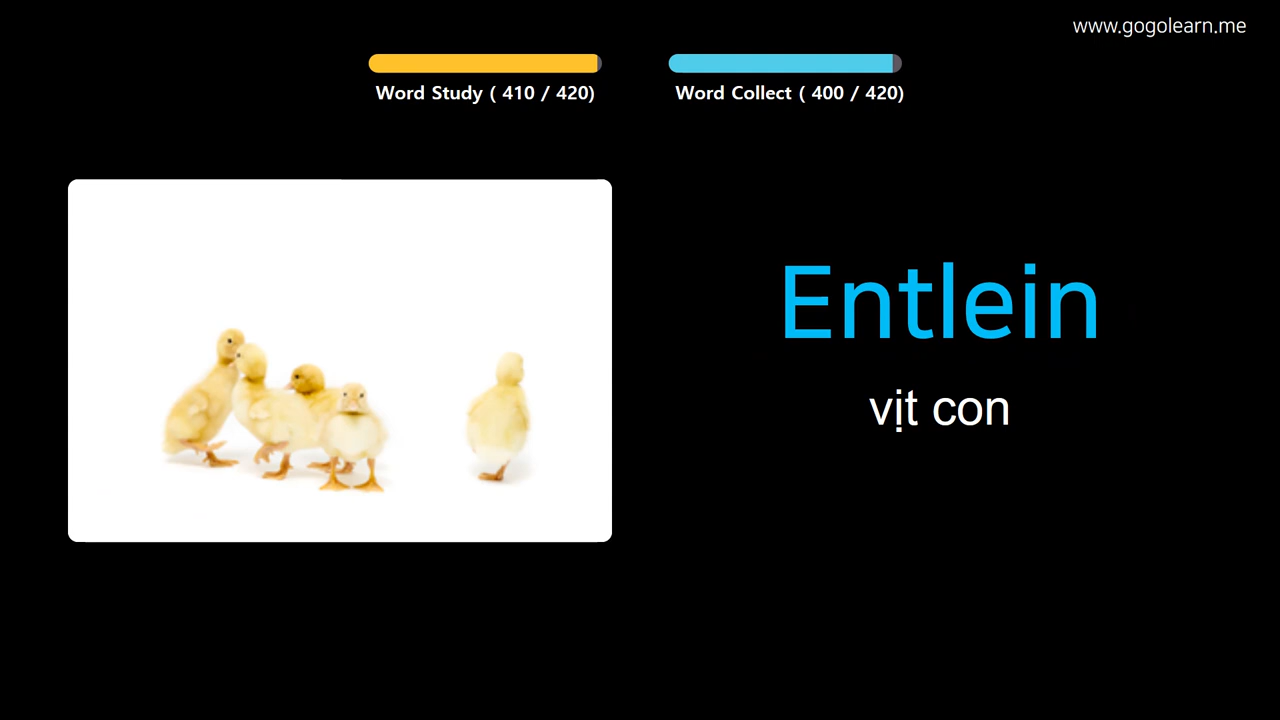 www.gogolearn.me
Word Study ( 410 / 420)
Word Collect ( 400 / 420)
Entlein
vịt con